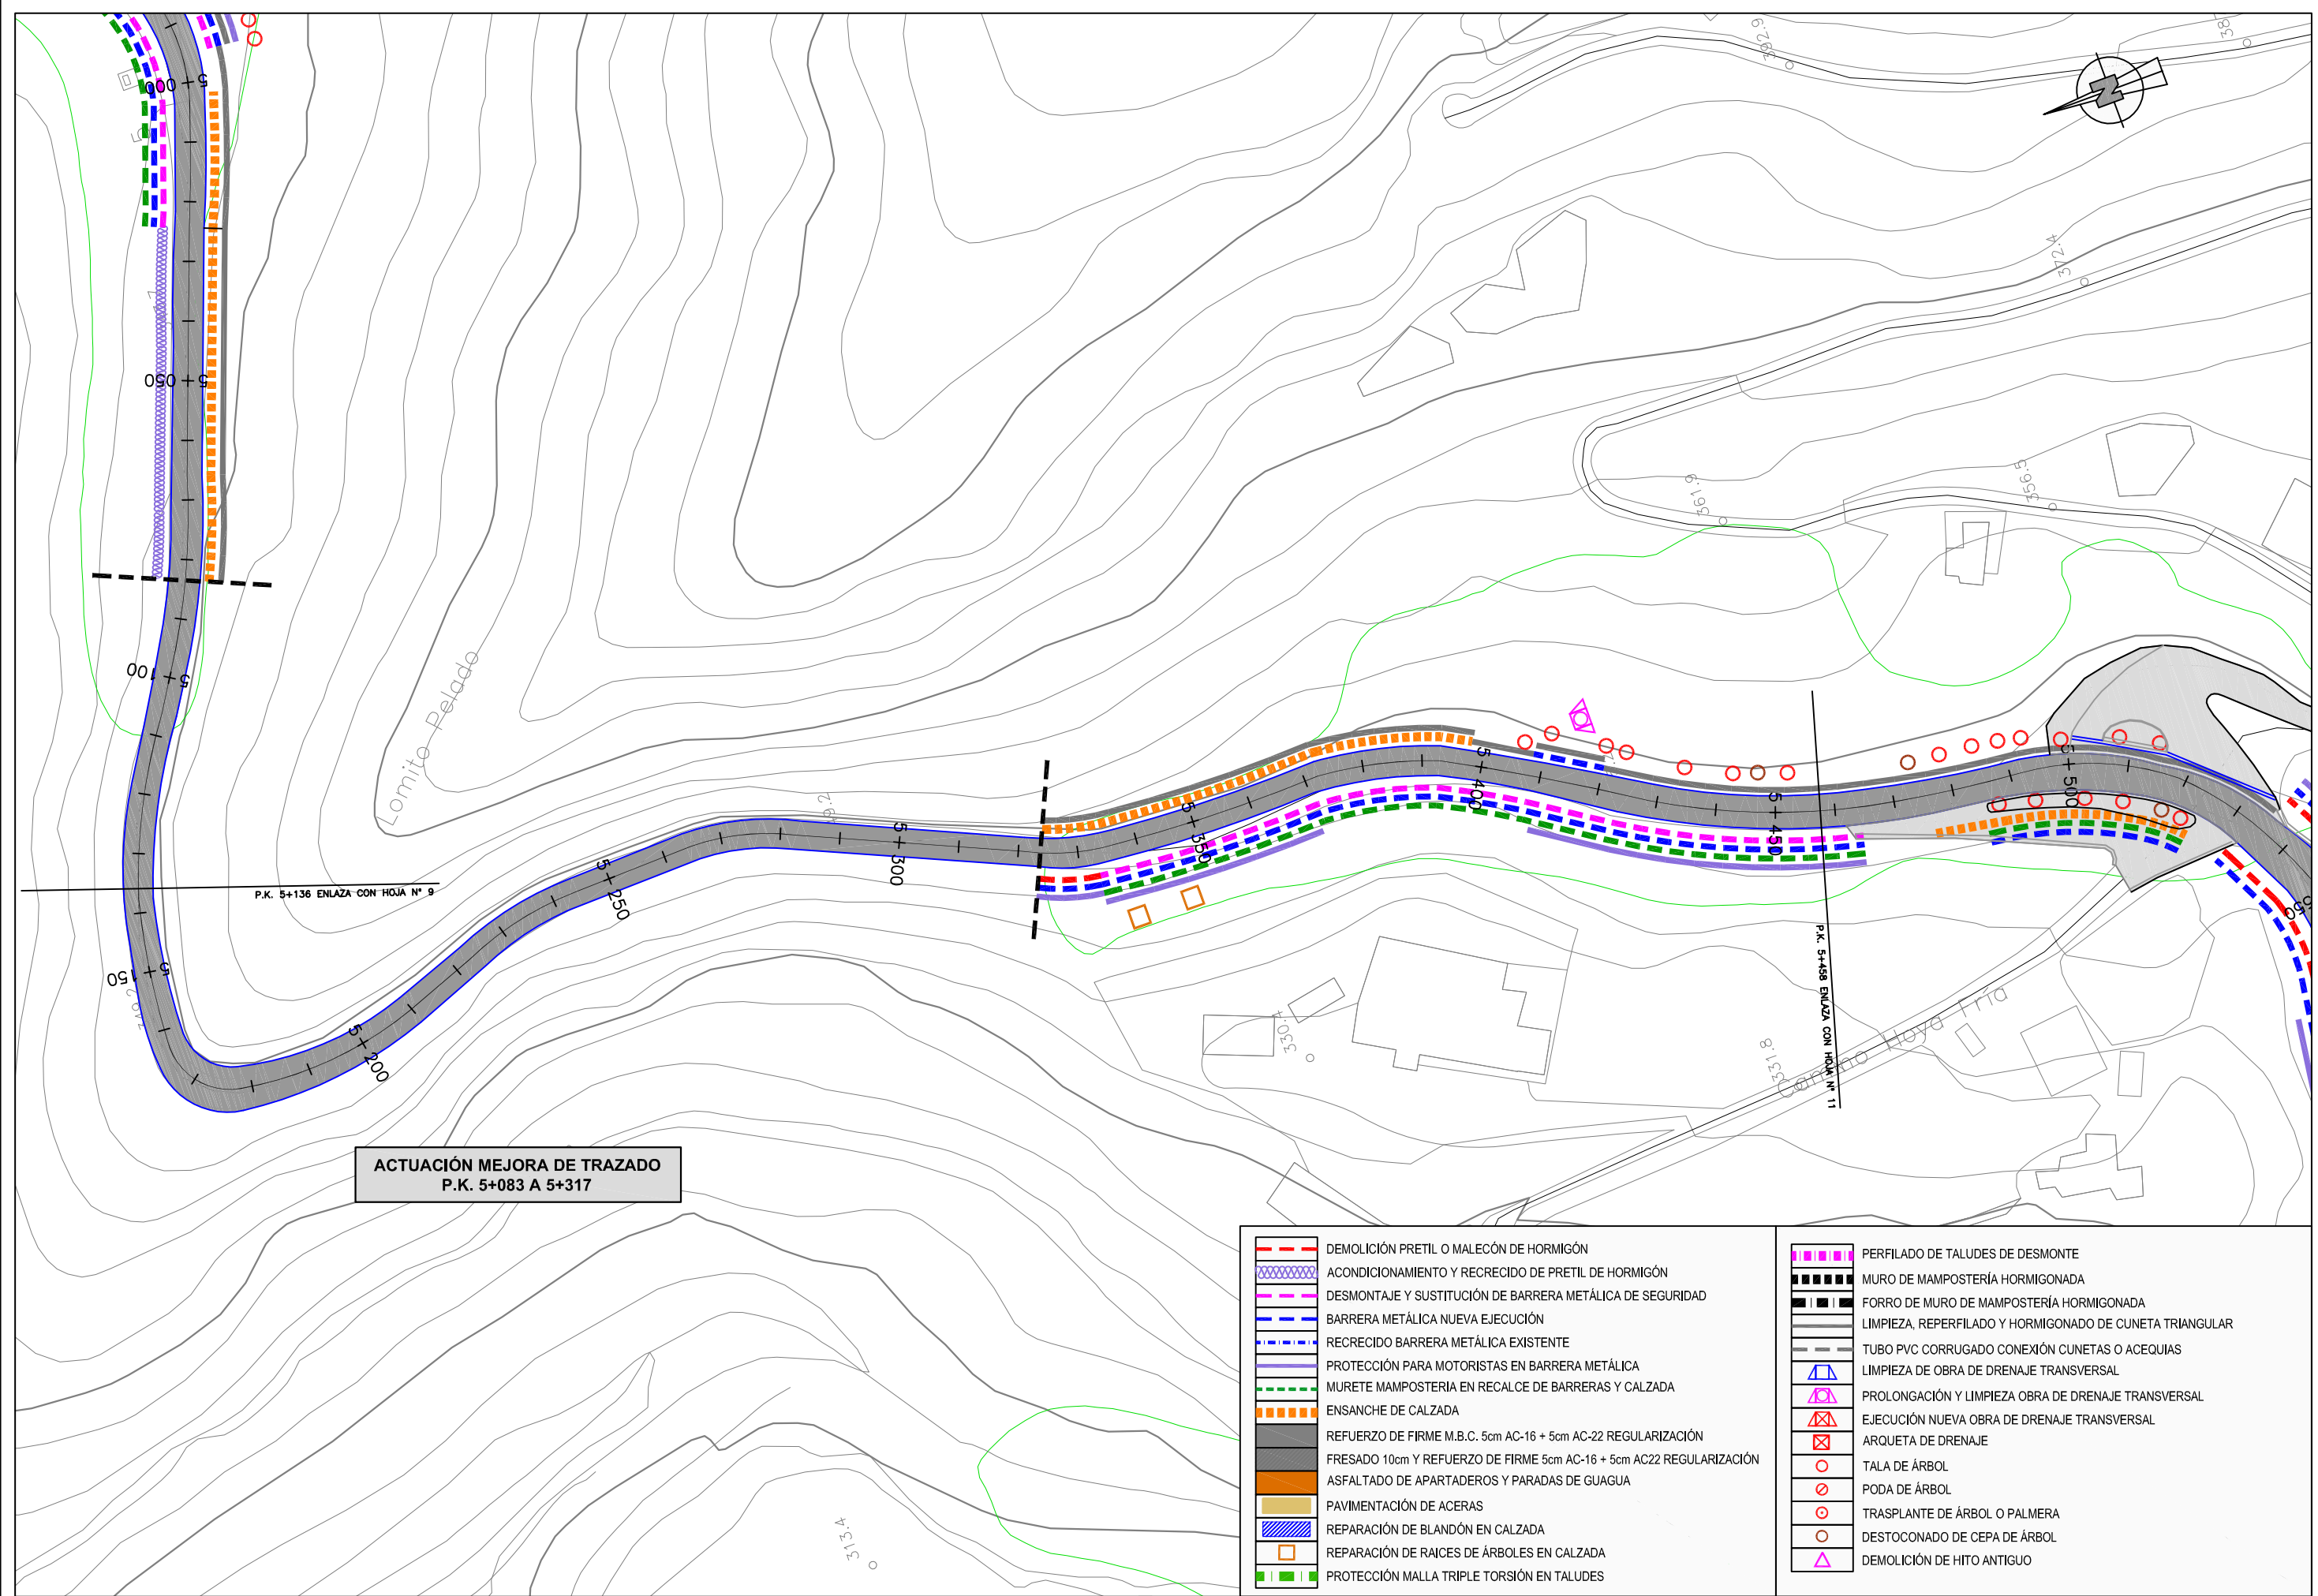 392.9
5+000
372.4
5+050
361.9
356.5
5+100
Lomito Pelado
5+500
5+400
5+450
5+350
5+300
5+250
P.K. 5+136 ENLAZA CON HOJA N° 9
5+150
P.K. 5+458 ENLAZA CON HOJA N° 11
5+200
330.4
331.8
Camino Hoya Fría
ACTUACIÓN MEJORA DE TRAZADO
P.K. 5+083 A 5+317
313.4
DEMOLICIÓN PRETIL O MALECÓN DE HORMIGÓN
ACONDICIONAMIENTO Y RECRECIDO DE PRETIL DE HORMIGÓN
DESMONTAJE Y SUSTITUCIÓN DE BARRERA METÁLICA DE SEGURIDAD
BARRERA METÁLICA NUEVA EJECUCIÓN
RECRECIDO BARRERA METÁLICA EXISTENTE
PROTECCIÓN PARA MOTORISTAS EN BARRERA METÁLICA
MURETE MAMPOSTERIA EN RECALCE DE BARRERAS Y CALZADA
ENSANCHE DE CALZADA
REFUERZO DE FIRME M.B.C. 5cm AC-16 + 5cm AC-22 REGULARIZACIÓN
FRESADO 10cm Y REFUERZO DE FIRME 5cm AC-16 + 5cm AC22 REGULARIZACIÓN
ASFALTADO DE APARTADEROS Y PARADAS DE GUAGUA
PAVIMENTACIÓN DE ACERAS
REPARACIÓN DE BLANDÓN EN CALZADA
REPARACIÓN DE RAICES DE ÁRBOLES EN CALZADA
PROTECCIÓN MALLA TRIPLE TORSIÓN EN TALUDES
PERFILADO DE TALUDES DE DESMONTE
MURO DE MAMPOSTERÍA HORMIGONADA
FORRO DE MURO DE MAMPOSTERÍA HORMIGONADA
LIMPIEZA, REPERFILADO Y HORMIGONADO DE CUNETA TRIANGULAR
TUBO PVC CORRUGADO CONEXIÓN CUNETAS O ACEQUIAS
LIMPIEZA DE OBRA DE DRENAJE TRANSVERSAL
PROLONGACIÓN Y LIMPIEZA OBRA DE DRENAJE TRANSVERSAL
EJECUCIÓN NUEVA OBRA DE DRENAJE TRANSVERSAL
ARQUETA DE DRENAJE
TALA DE ÁRBOL
PODA DE ÁRBOL
TRASPLANTE DE ÁRBOL O PALMERA
DESTOCONADO DE CEPA DE ÁRBOL
DEMOLICIÓN DE HITO ANTIGUO